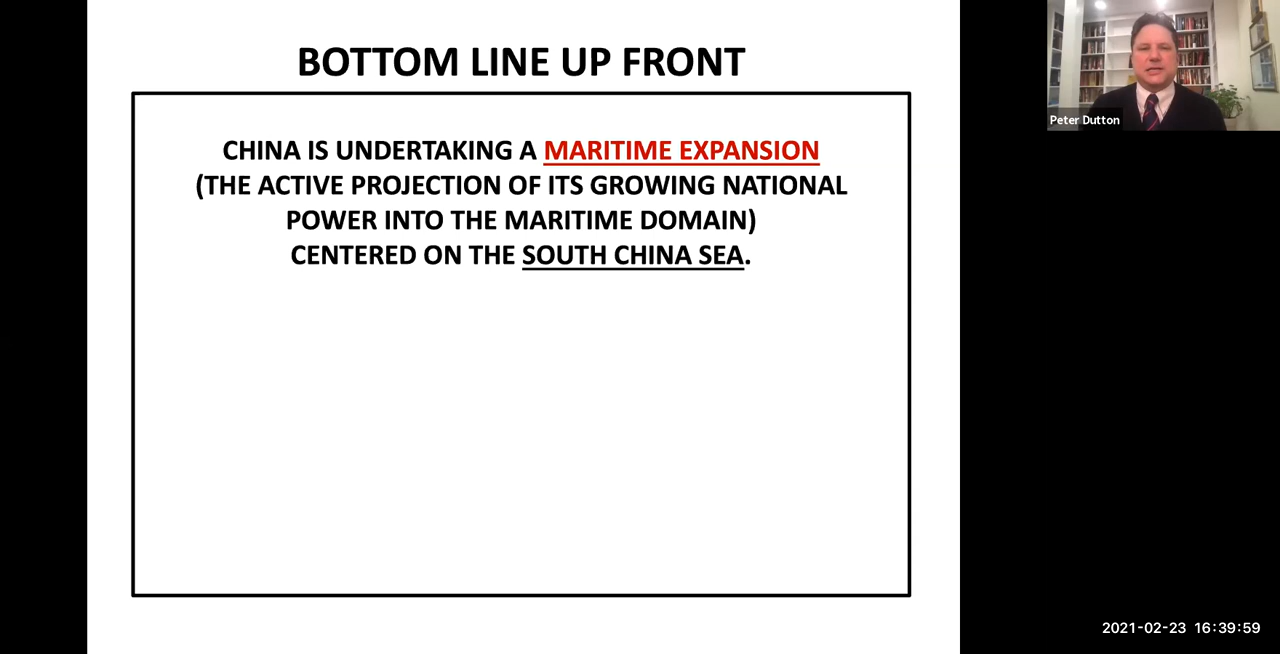 BOTTOM LINE UP FRONT
CHINA IS UNDERTAKING A MARITIME EXPANSION
(THE ACTIVE PROJECTION OF ITS GROWING NATIONAL
POWER INTO THE MARITIME DOMAIN)
CENTERED ON THE SOUTH CHINA SEA.
Peter Dutton
2021-02-23 16:39:59